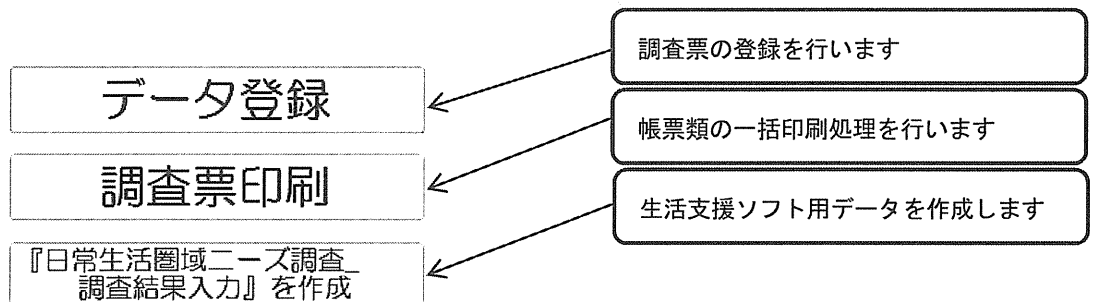 調査票の登録を行います
データ登録
帳票類の一括印刷処理を行います
調査票印刷
生活支援ソフト用データを作成します
『日常生活圏域ニーズ調査_
調査結果入力』を作成